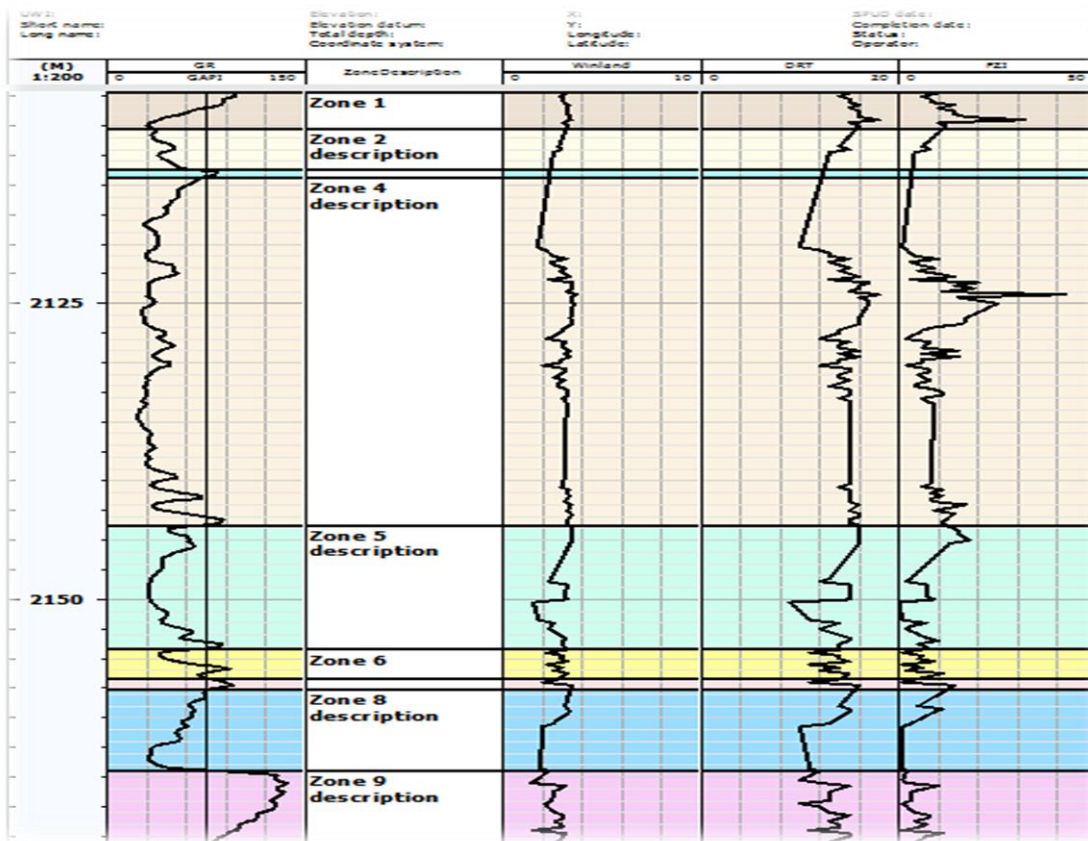 UWI: Elevation: X: SPUD date:
Short name: Elevation datum: Y: Completion date:
Long name: Total depth: Longitude: Status:
Coordinate system: Latitude: Operator:
(M) GR ZoneDescription Winland DRT FZI
1:200 0 GAPI 150 0 10 0 20 0 50
Zone 1
Zone 2
description
Zone 4
description
2125
Zone 5
description
2150
Zone 6
Zone 8
description
Zone 9
description